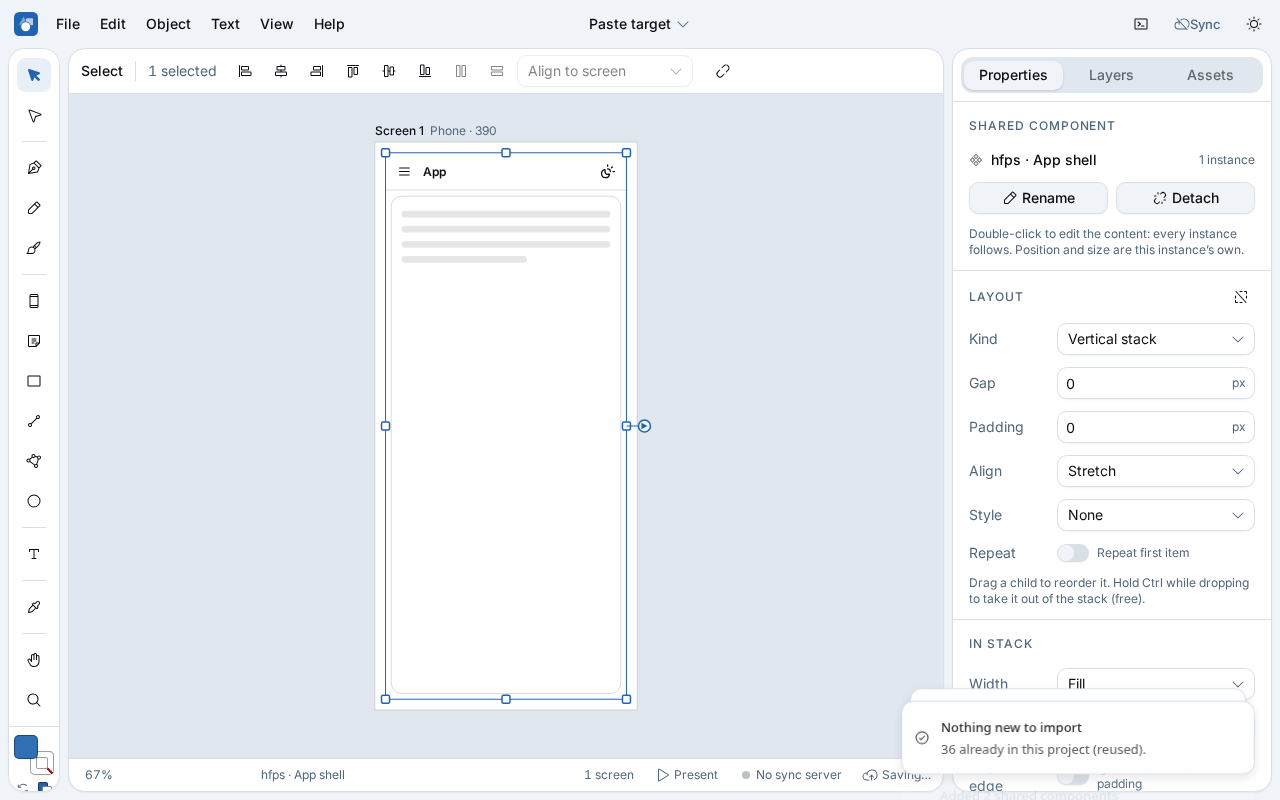 File Edit Object Text View Help
Paste target
Sync
Select 1 selected
Align to screen
Properties Layers Assets
Screen 1 Phone · 390
App
SHARED COMPONENT
hfps · App shell 1 instance
Rename Detach
Double-click to edit the content: every instance
follows. Position and size are this instance’s own.
LAYOUT
Kind Vertical stack
Gap 0 px
Padding 0 px
Align Stretch
Style None
Repeat Repeat first item
Drag a child to reorder it. Hold Ctrl while dropping
to take it out of the stack (free).
IN STACK
Width Fill
Nothing new to import
36 already in this project (reused).
edge padding
Added 2 shared components
67% hfps · App shell 1 screen Present No sync server Saving...